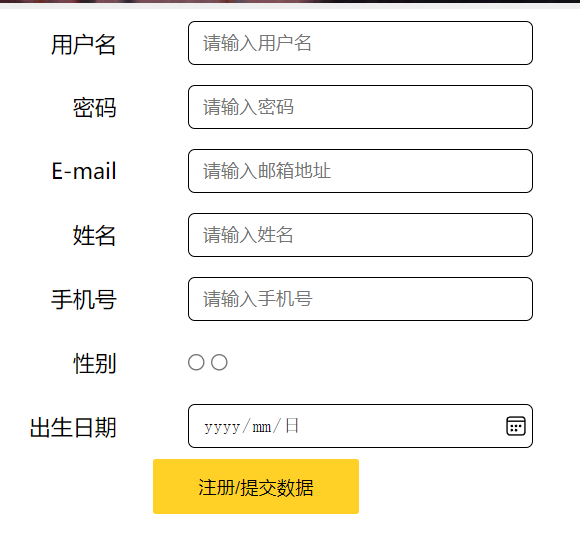 用户名 请输入用户名
密码 请输入密码
E-mail 请输入邮箱地址
姓名 请输入姓名
手机号 请输入手机号
性别
出生日期 yyyy/mm/日
注册/提交数据